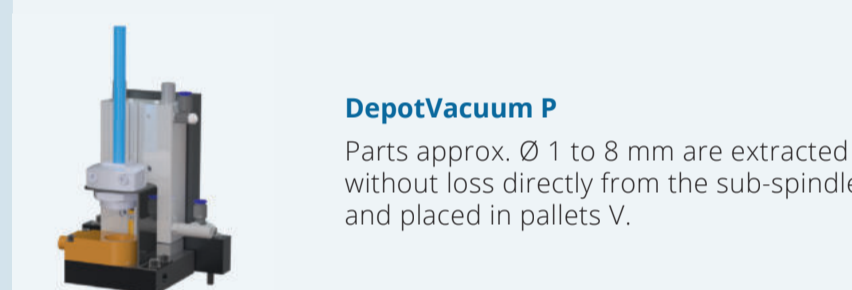 DepotVacuum P
Parts approx. Ø 1 to 8 mm are extracted
without loss directly from the sub-spindle
and placed in pallets V.